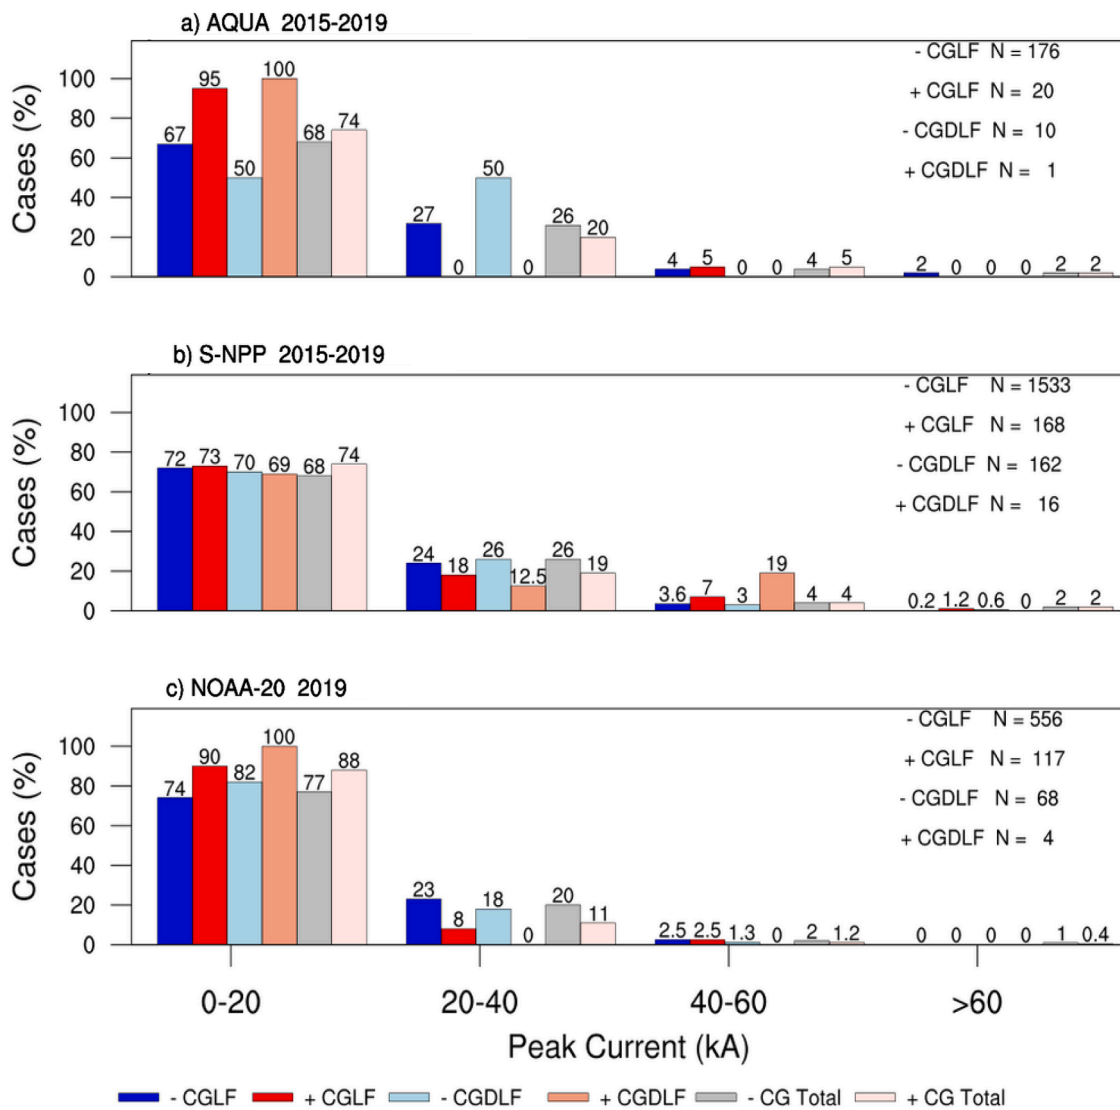 a) AQUA 2015-2019
Cases (%)
100
80
60
40
20
0
67 95 50 100 68 74
27 0 50 0 26 20
4 5 0 0 4 5
2 0 0 0 2 2
- CGLF N = 176
+ CGLF N = 20
- CGDLF N = 10
+ CGDLF N = 1
b) S-NPP 2015-2019
Cases (%)
100
80
60
40
20
0
72 73 70 69 68 74
24 18 26 12.5 26 19
3.6 7 3 19 4 4
0.2 1.2 0.6 0 2 2
- CGLF N = 1533
+ CGLF N = 168
- CGDLF N = 162
+ CGDLF N = 16
c) NOAA-20 2019
Cases (%)
100
80
60
40
20
0
74 90 82 100 77 88
23 8 18 0 20 11
2.5 2.5 1.3 0 2 1.2
0 0 0 0 1 0.4
- CGLF N = 556
+ CGLF N = 117
- CGDLF N = 68
+ CGDLF N = 4
0-20 20-40 40-60 >60
Peak Current (kA)
- CGLF + CGLF - CGDLF + CGDLF - CG Total + CG Total